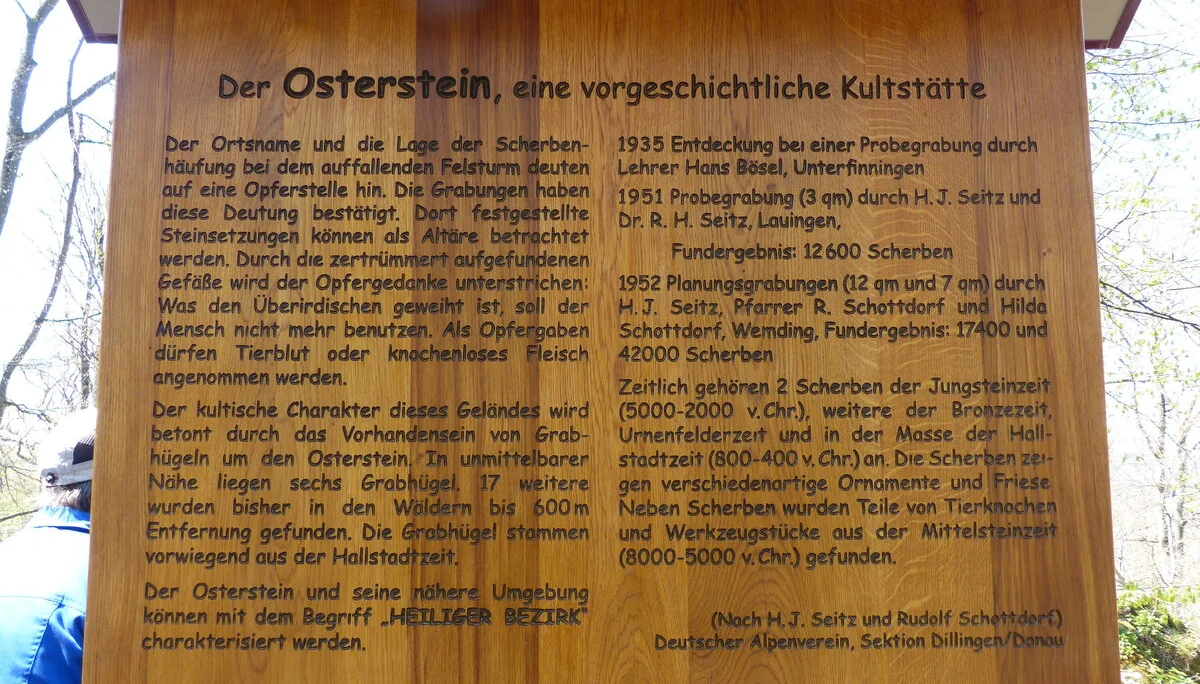 Der Osterstein, eine vorgeschichtliche Kultstätte
Der Ortsname und die Lage der Scherben-
häufung bei dem auffallenden Felsturm deuten
auf eine Opferstelle hin. Die Grabungen haben
diese Deutung bestätigt. Dort festgestellte
Steinsetzungen können als Altäre betrachtet
werden. Durch die zertrümmert aufgefundenen
Gefäße wird der Opfergedanke unterstrichen:
Was den Überirdischen geweiht ist, soll der
Mensch nicht mehr benutzen. Als Opfergaben
dürfen Tierblut oder knochenloses Fleisch
angenommen werden.
Der kultische Charakter dieses Geländes wird
betont durch das Vorhandensein von Grab-
hügeln um den Osterstein. In unmittelbarer
Nähe liegen sechs Grabhügel. 17 weitere
wurden bisher in den Wäldern bis 600m
Entfernung gefunden. Die Grabhügel stammen
vorwiegend aus der Hallstadtzeit.
Der Osterstein und seine nähere Umgebung
können mit dem Begriff „HEILIGER BEZIRK"
charakterisiert werden.
1935 Entdeckung bei einer Probegrabung durch
Lehrer Hans Bösel, Unterfinningen
1951 Probegrabung (3 qm) durch H. J. Seitz und
Dr. R. H. Seitz, Lauingen,
Fundergebnis: 12600 Scherben
1952 Planungsgrabungen (12 qm und 7 qm) durch
H. J. Seitz, Pfarrer R. Schottdorf und Hilda
Schottdorf, Wemding, Fundergebnis: 17400 und
42000 Scherben
Zeitlich gehören 2 Scherben der Jungsteinzeit
(5000-2000 v. Chr.), weitere der Bronzezeit,
Urnenfelderzeit und in der Masse der Hall-
stadtzeit (800-400 v. Chr.) an. Die Scherben zei-
gen verschiedenartige Ornamente und Friese
Neben Scherben wurden Teile von Tierknochen
und Werkzeugstücke aus der Mittelsteinzeit
(8000-5000 v. Chr.) gefunden.
(Nach H. J. Seitz und Rudolf Schottdorf)
Deutscher Alpenverein, Sektion Dillingen/Donau